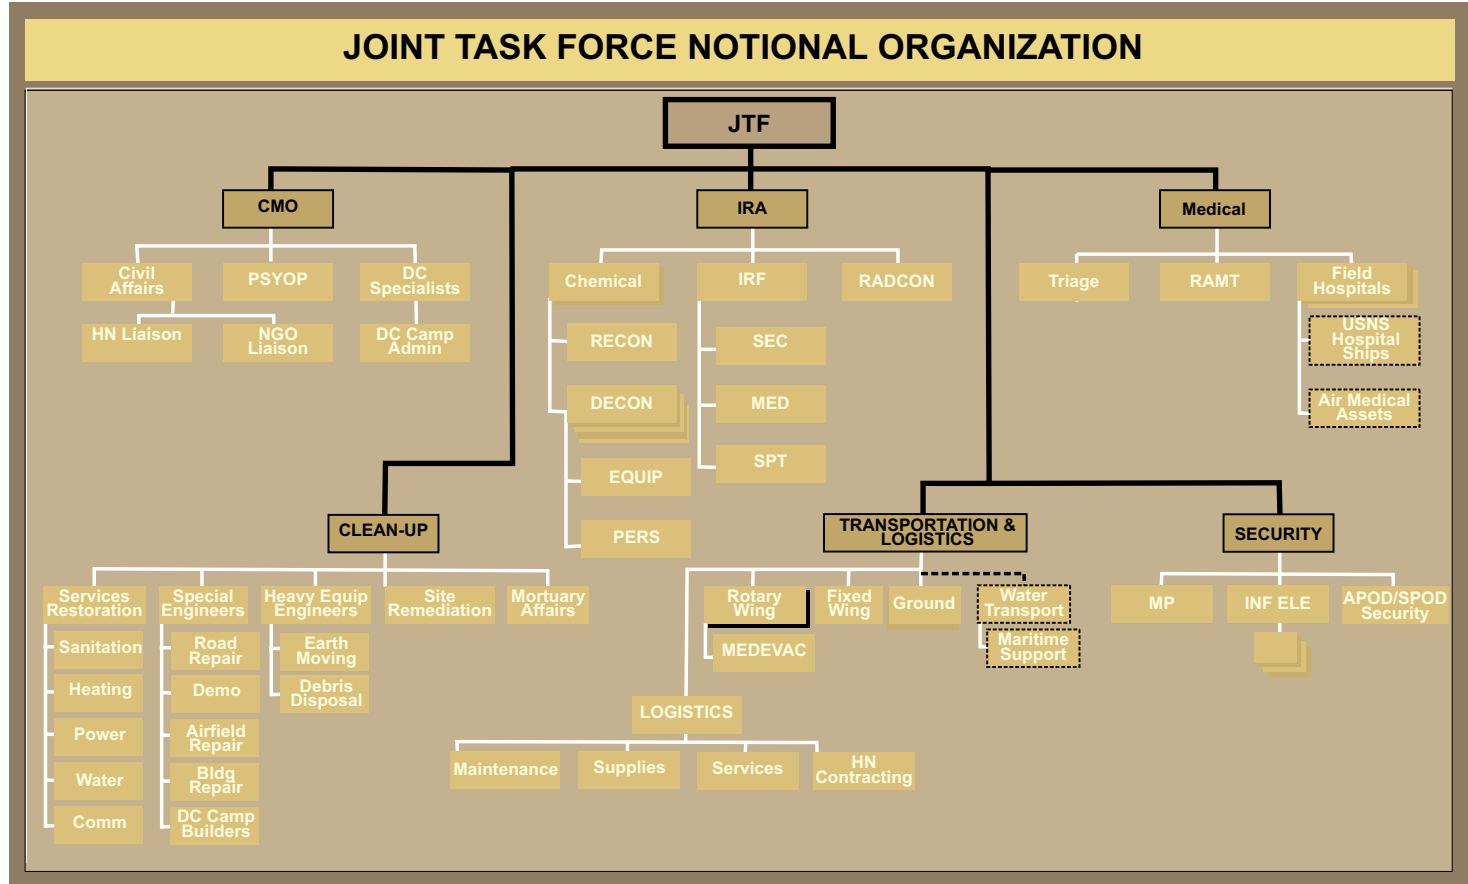 JOINT TASK FORCE NOTIONAL ORGANIZATION
JTF
CMO
IRA
Medical
Civil
Affairs
PSYOP
DC
Specialists
Chemical
IRF
RADCON
Triage
RAMT
Field
Hospitals
HN Liaison
NGO
Liaison
DC Camp
Admin
RECON
SEC
USNS
Hospital
Ships
DECON
MED
Air Medical
Assets
EQUIP
SPT
PERS
CLEAN-UP
TRANSPORTATION &
LOGISTICS
SECURITY
Services
Restoration
Special
Engineers
Heavy Equip
Engineers
Site
Remediation
Mortuary
Affairs
Rotary
Wing
Fixed
Wing
Ground
Water
Transport
MP
INF ELE
APOD/SPOD
Security
Sanitation
Road
Repair
Earth
Moving
MEDEVAC
Maritime
Support
Heating
Demo
Debris
Disposal
LOGISTICS
Power
Airfield
Repair
Maintenance
Supplies
Services
HN
Contracting
Water
Bldg
Repair
Comm
DC Camp
Builders